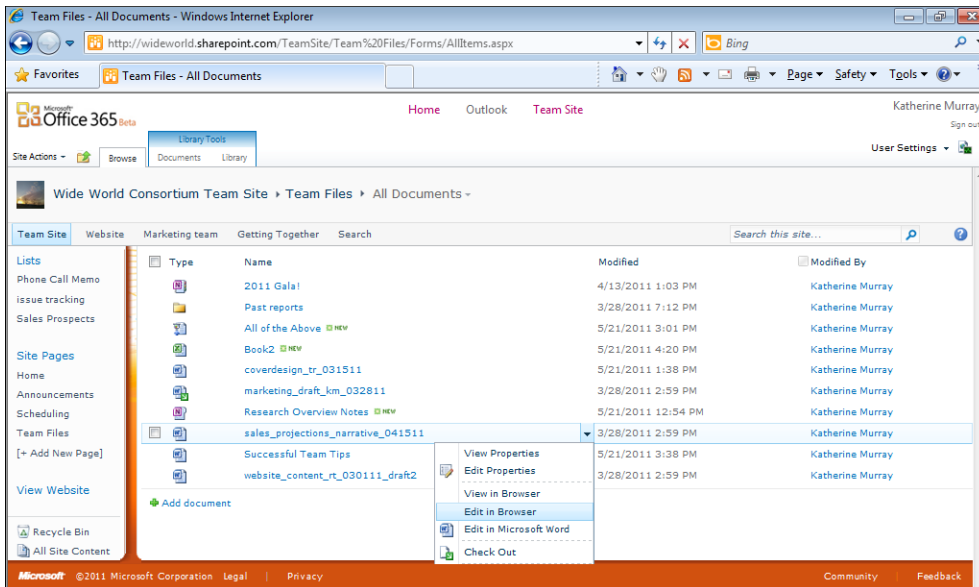 Team Files - All Documents - Windows Internet Explorer
http://wideworld.sharepoint.com/TeamSite/Team%20Files/Forms/AllItems.aspx
Bing
Favorites
Team Files - All Documents
Page Safety Tools
Microsoft
Office 365 Beta
Home Outlook Team Site
Katherine Murray
Sign out
Library Tools
Site Actions Browse Documents Library
User Settings
Wide World Consortium Team Site Team Files All Documents
Team Site Website Marketing team Getting Together Search
Search this site...
Lists
Phone Call Memo
issue tracking
Sales Prospects
Site Pages
Home
Announcements
Scheduling
Team Files
[+ Add New Page]
View Website
Recycle Bin
All Site Content
Type Name Modified Modified By
2011 Gala! 4/13/2011 1:03 PM Katherine Murray
Past reports 3/28/2011 7:12 PM Katherine Murray
All of the Above NEW 5/21/2011 3:01 PM Katherine Murray
Book2 NEW 5/21/2011 4:20 PM Katherine Murray
coverdesign_tr_031511 5/21/2011 1:38 PM Katherine Murray
marketing_draft_km_032811 3/28/2011 2:59 PM Katherine Murray
Research Overview Notes NEW 5/21/2011 12:54 PM Katherine Murray
sales_projections_narrative_041511 3/28/2011 2:59 PM Katherine Murray
Successful Team Tips 5/21/2011 3:38 PM Katherine Murray
website_content_rt_030111_draft2 3/28/2011 2:59 PM Katherine Murray
Add document
View Properties
Edit Properties
View in Browser
Edit in Browser
Edit in Microsoft Word
Check Out
Microsoft ©2011 Microsoft Corporation Legal | Privacy
Community Feedback